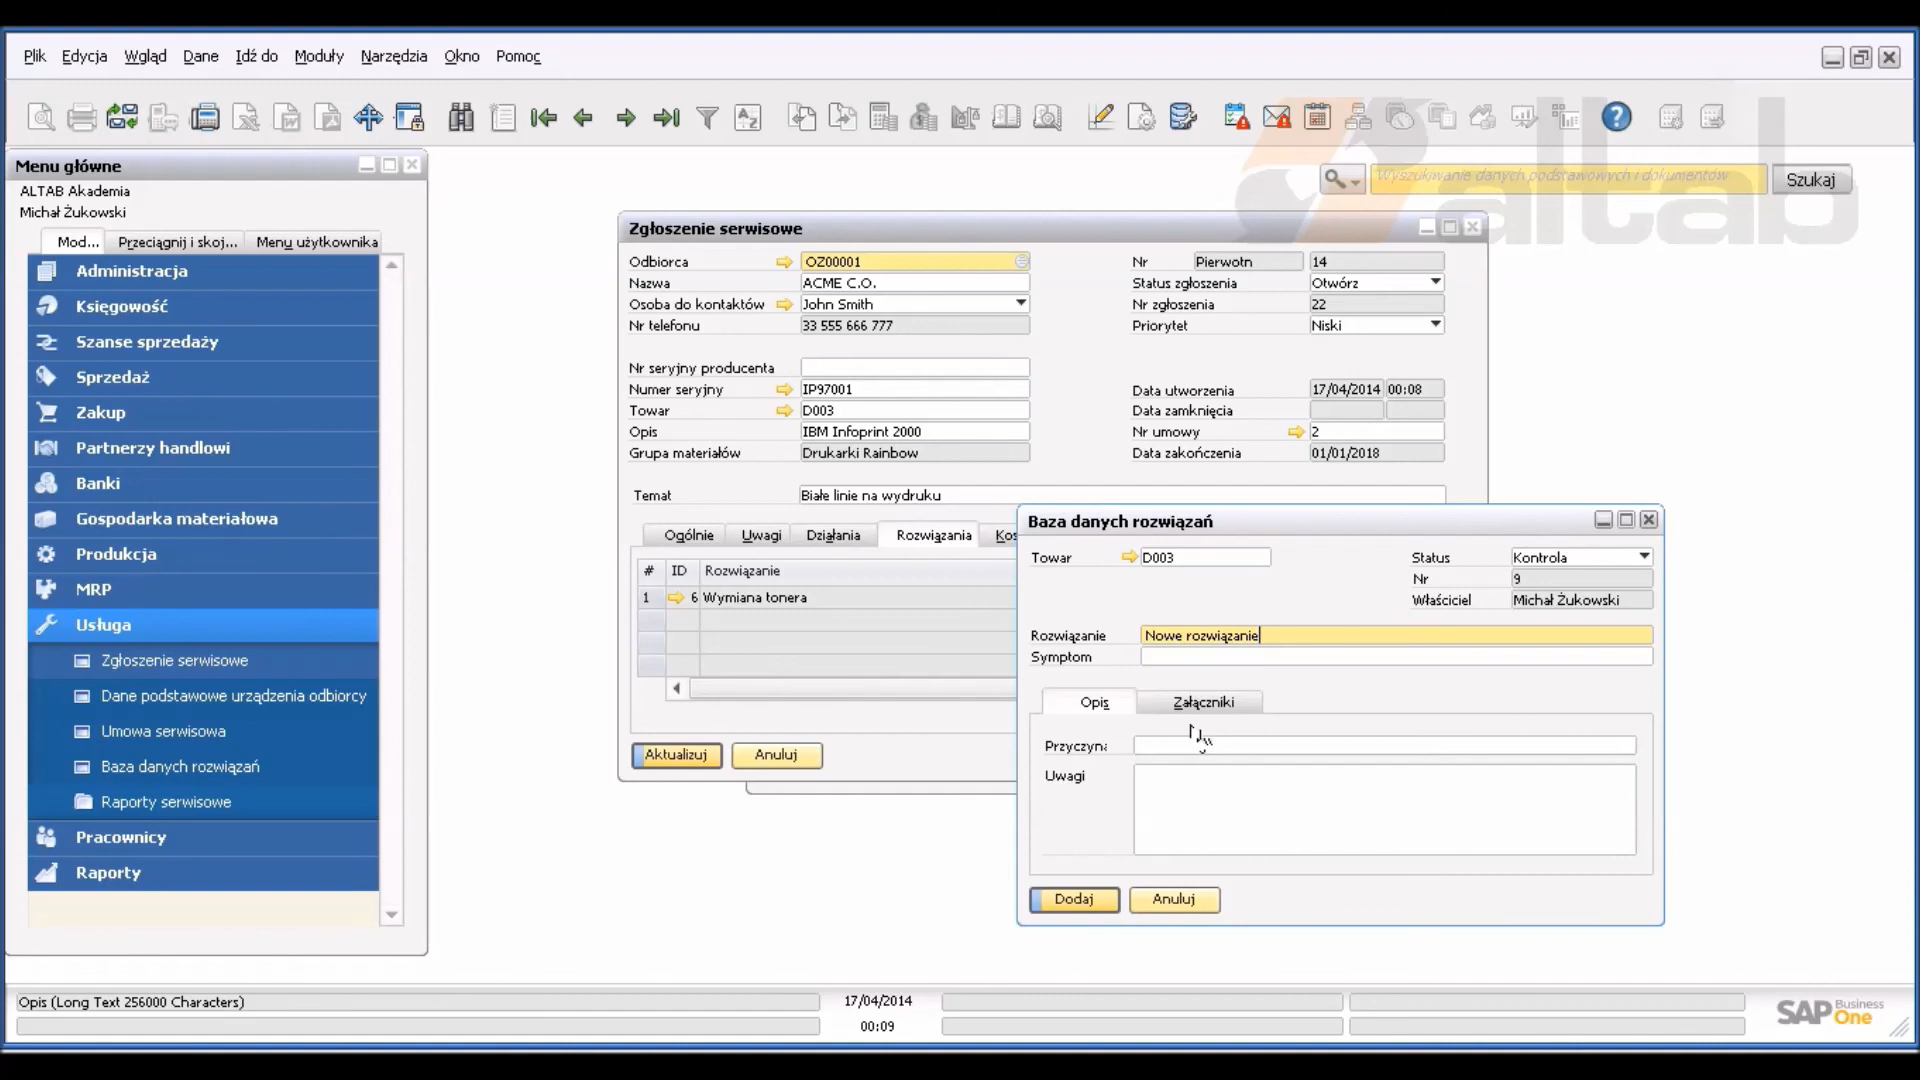 Plik Edycja Wgląd Dane Idź do Moduły Narzędzia Okno Pomoc
altab
Wyszukiwanie danych podstawowych i dokumentów Szukaj
Menu główne
ALTAB Akademia
Michał Żukowski
Mod... Przeciągnij i skoj... Menu użytkownika
Administracja
Księgowość
Szanse sprzedaży
Sprzedaż
Zakup
Partnerzy handlowi
Banki
Gospodarka materiałowa
Produkcja
MRP
Usługa
Zgłoszenie serwisowe
Dane podstawowe urządzenia odbiorcy
Umowa serwisowa
Baza danych rozwiązań
Raporty serwisowe
Pracownicy
Raporty
Zgłoszenie serwisowe
Odbiorca OZ00001 Nr Pierwotn 14
Nazwa ACME C.O. Status zgłoszenia Otwórz
Osoba do kontaktów John Smith Nr zgłoszenia 22
Nr telefonu 33 555 666 777 Priorytet Niski
Nr seryjny producenta
Numer seryjny IP97001 Data utworzenia 17/04/2014 00:08
Towar D003 Data zamknięcia
Opis IBM Infoprint 2000 Nr umowy 2
Grupa materiałów Drukarki Rainbow Data zakończenia 01/01/2018
Temat Białe linie na wydruku
Ogólnie Uwagi Działania Rozwiązania Kos
# ID Rozwiązanie
1 6 Wymiana tonera
Aktualizuj Anuluj
Baza danych rozwiązań
Towar D003 Status Kontrola
Nr 9
Właściciel Michał Żukowski
Rozwiązanie Nowe rozwiązanie
Symptom
Opis Załączniki
Przyczyna
Uwagi
Dodaj Anuluj
Opis (Long Text 256000 Characters) 17/04/2014
00:09
SAP Business One